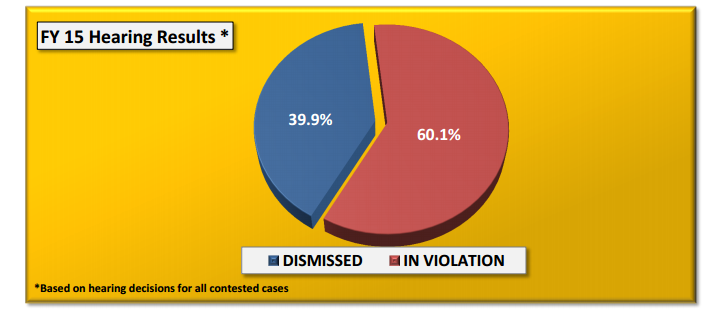 FY 15 Hearing Results *
39.9%
60.1%
DISMISSED IN VIOLATION
*Based on hearing decisions for all contested cases